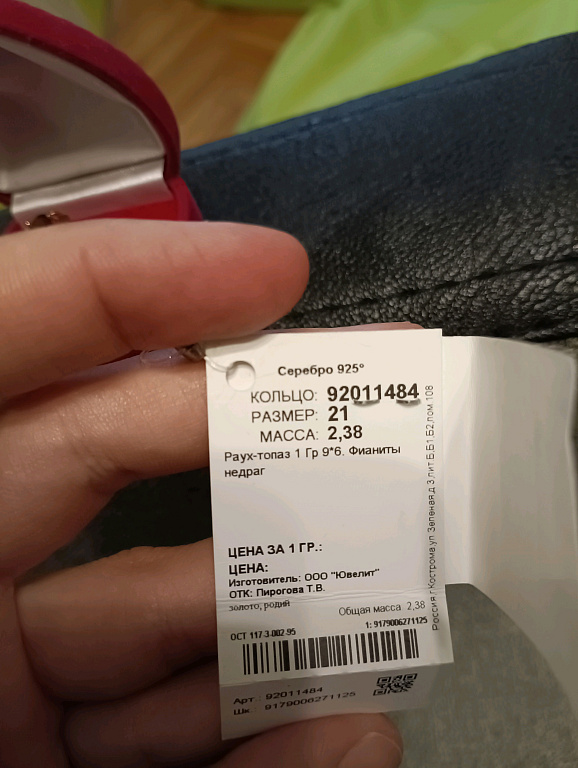 Серебро 925°
КОЛЬЦО: 92011484
РАЗМЕР: 21
МАССА: 2,38
Раух-топаз 1 Гр 9*6. Фианиты
недраг
ЦЕНА ЗА 1 ГР.:
ЦЕНА:
Изготовитель: ООО "Ювелит"
ОТК: Пирогова Т.В.
золото, родий
Общая масса 2,38
ОСТ 117-3-002-95
1: 9179006271125
Арт.: 92011484
Шк.: 9179006271125
Россия,г.Кострома,ул Зеленая,д 3,лит Б,Б1,Б2,пом 108